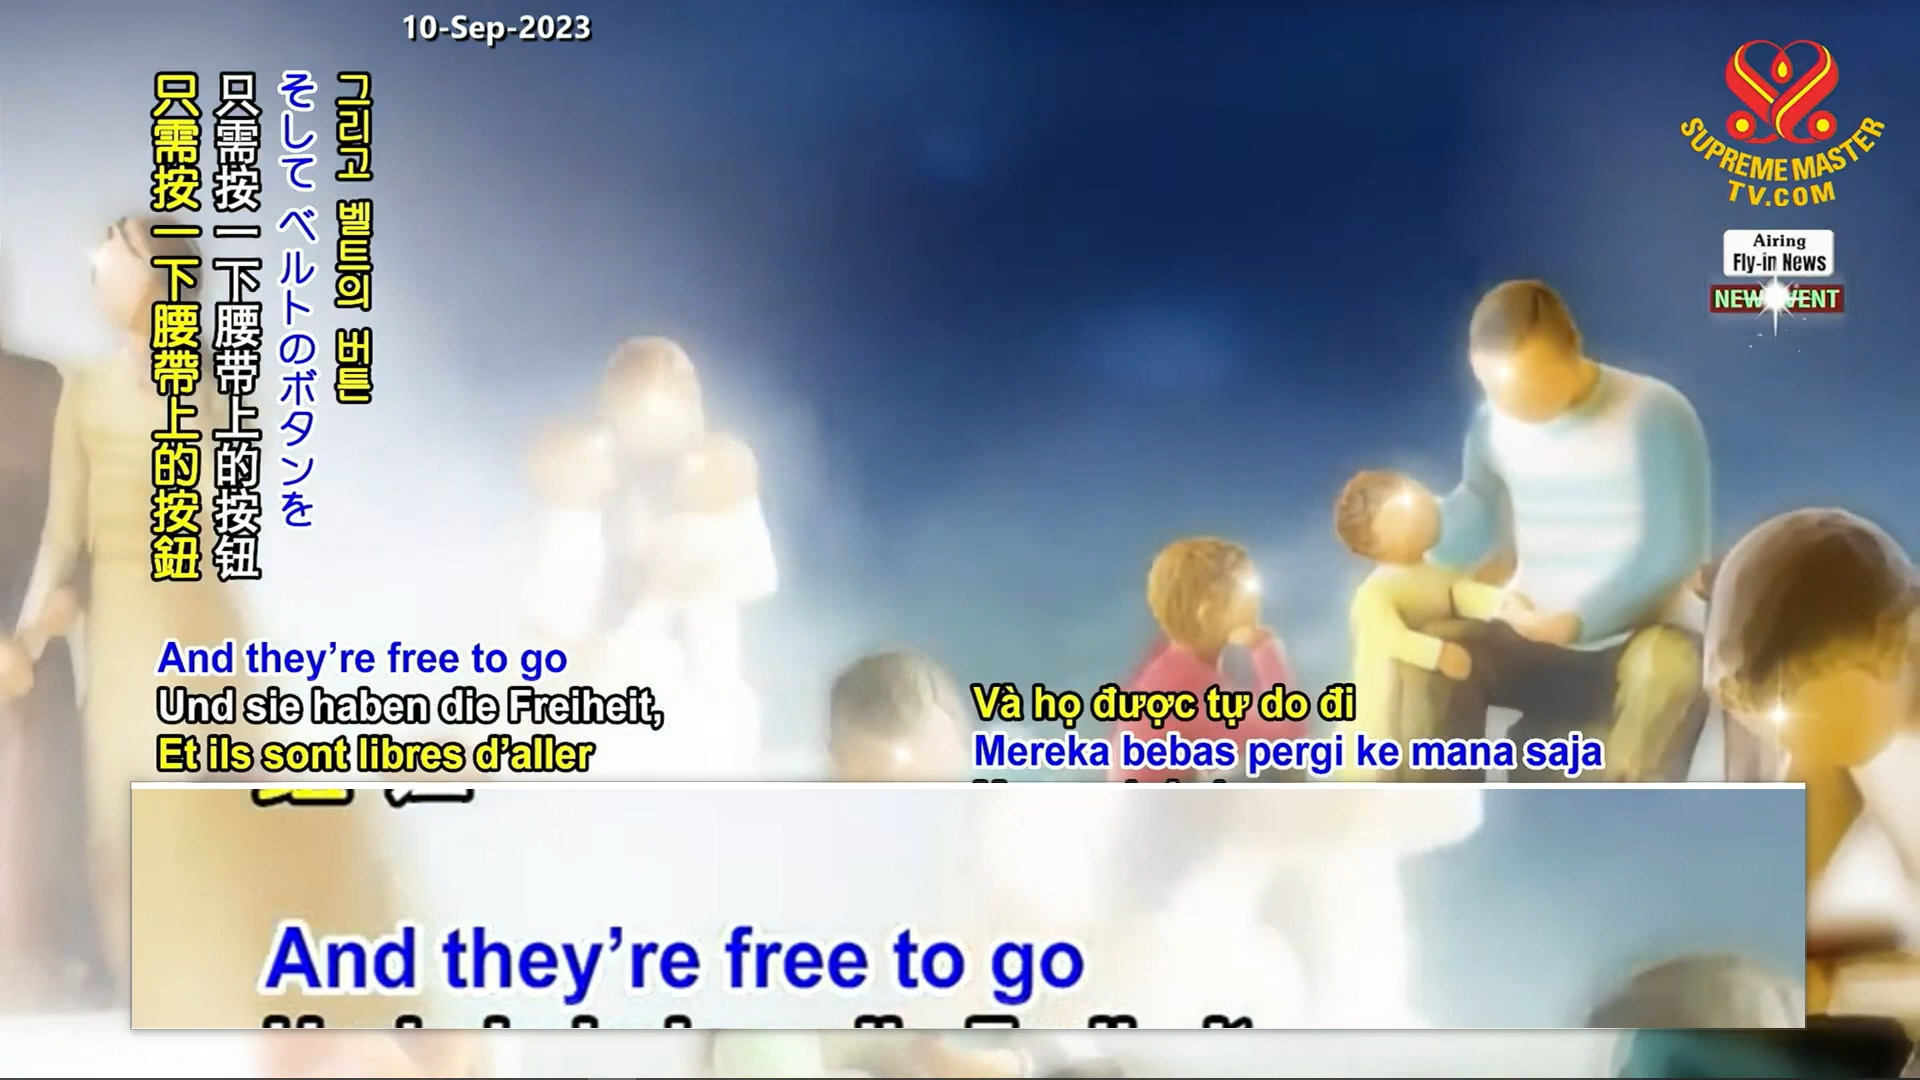 10-Sep-2023
SUPREME MASTER
TV.COM
Airing
Fly-in News
그리고 벨트의 버튼
そして ベルトのボタンを
只需按一下腰带上的按钮
只需按一下腰帶上的按鈕
And they’re free to go
Und sie haben die Freiheit,
Et ils sont libres d’aller
Và họ được tự do đi
Mereka bebas pergi ke mana saja
And they’re free to go